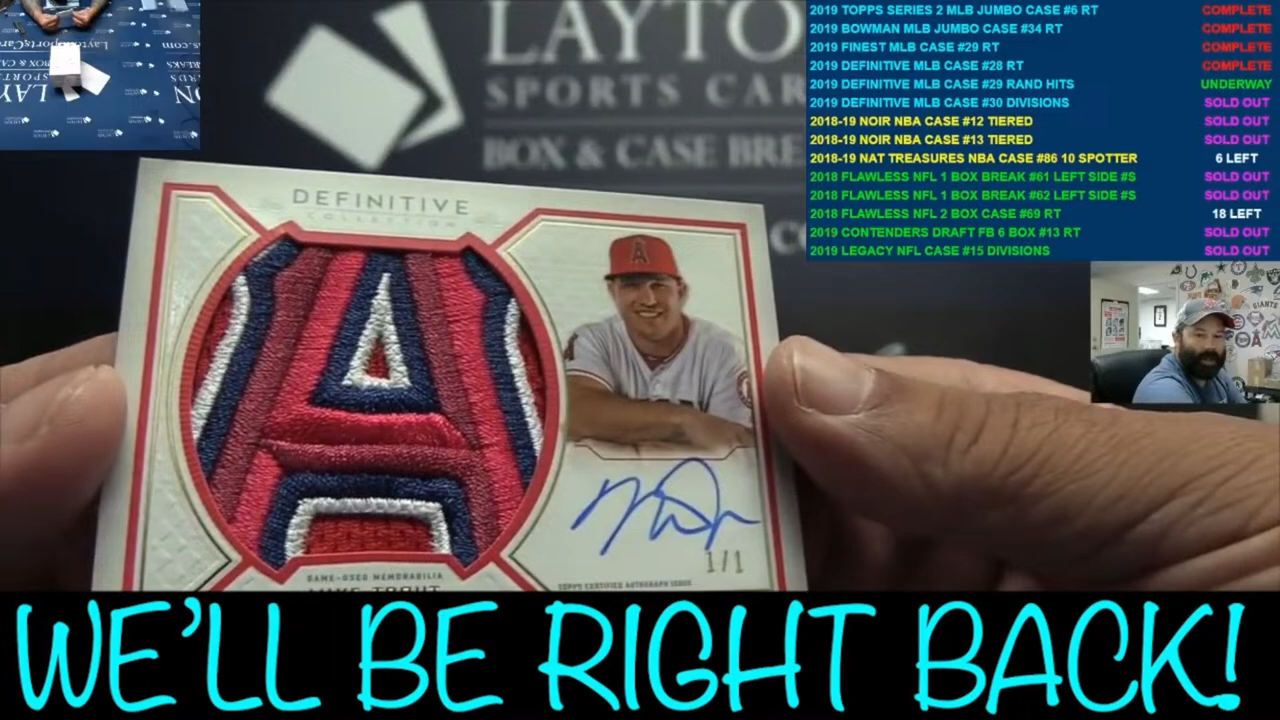 LAYTO
SPORTS CAR
BOX & CASE BRE
2019 TOPPS SERIES 2 MLB JUMBO CASE #6 RT COMPLETE
2019 BOWMAN MLB JUMBO CASE #34 RT COMPLETE
2019 FINEST MLB CASE #29 RT COMPLETE
2019 DEFINITIVE MLB CASE #28 RT COMPLETE
2019 DEFINITIVE MLB CASE #29 RAND HITS UNDERWAY
2019 DEFINITIVE MLB CASE #30 DIVISIONS SOLD OUT
2018-19 NOIR NBA CASE #12 TIERED SOLD OUT
2018-19 NOIR NBA CASE #13 TIERED SOLD OUT
2018-19 NAT TREASURES NBA CASE #86 10 SPOTTER 6 LEFT
2018 FLAWLESS NFL 1 BOX BREAK #61 LEFT SIDE #S SOLD OUT
2018 FLAWLESS NFL 1 BOX BREAK #62 LEFT SIDE #S SOLD OUT
2018 FLAWLESS NFL 2 BOX CASE #69 RT 18 LEFT
2019 CONTENDERS DRAFT FB 6 BOX #13 RT SOLD OUT
2019 LEGACY NFL CASE #15 DIVISIONS SOLD OUT
DEFINITIVE
COLLECTION
A
A
1/1
GAME-USED MEMORABILIA
MIKE TROUT
TOPPS CERTIFIED AUTOGRAPH ISSUE
WE'LL BE RIGHT BACK!